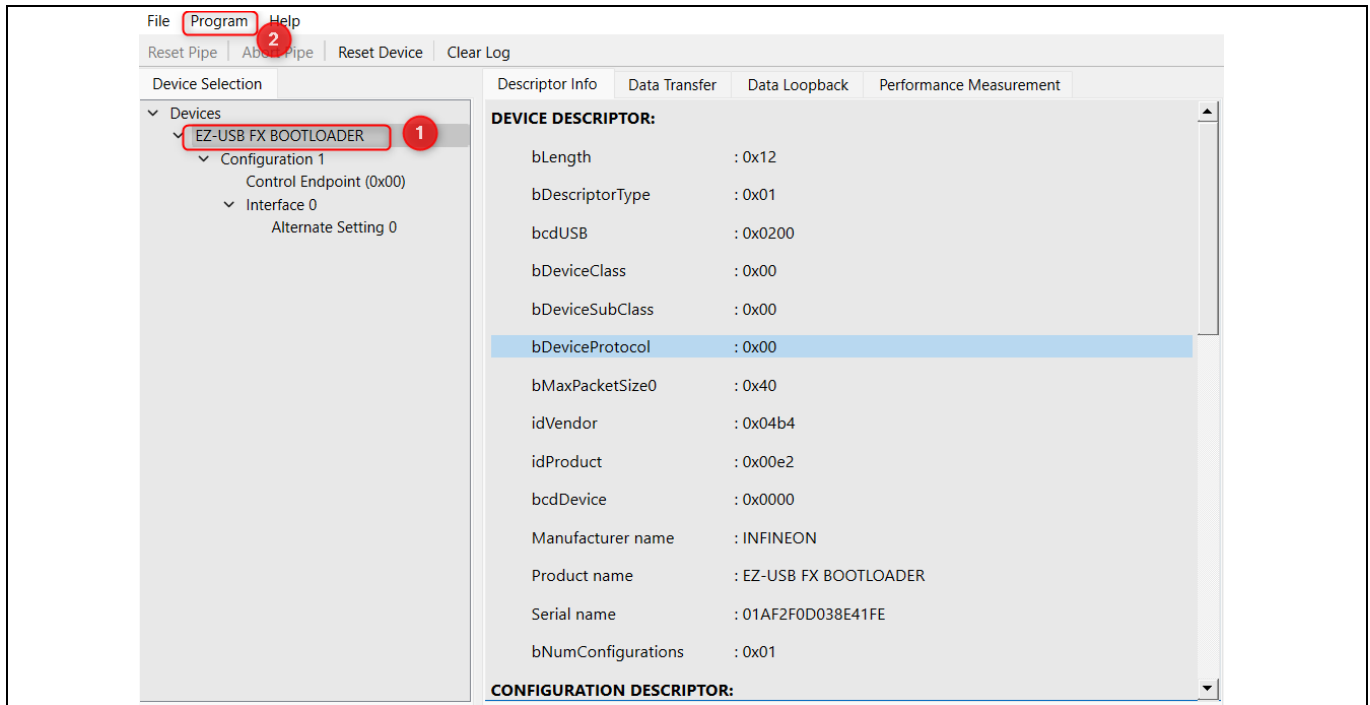 File Program Help
2
Reset Pipe Abort Pipe Reset Device Clear Log
Device Selection
Devices
EZ-USB FX BOOTLOADER
1
Configuration 1
Control Endpoint (0x00)
Interface 0
Alternate Setting 0
Descriptor Info Data Transfer Data Loopback Performance Measurement
DEVICE DESCRIPTOR:
bLength : 0x12
bDescriptorType : 0x01
bcdUSB : 0x0200
bDeviceClass : 0x00
bDeviceSubClass : 0x00
bDeviceProtocol : 0x00
bMaxPacketSize0 : 0x40
idVendor : 0x04b4
idProduct : 0x00e2
bcdDevice : 0x0000
Manufacturer name : INFINEON
Product name : EZ-USB FX BOOTLOADER
Serial name : 01AF2F0D038E41FE
bNumConfigurations : 0x01
CONFIGURATION DESCRIPTOR: